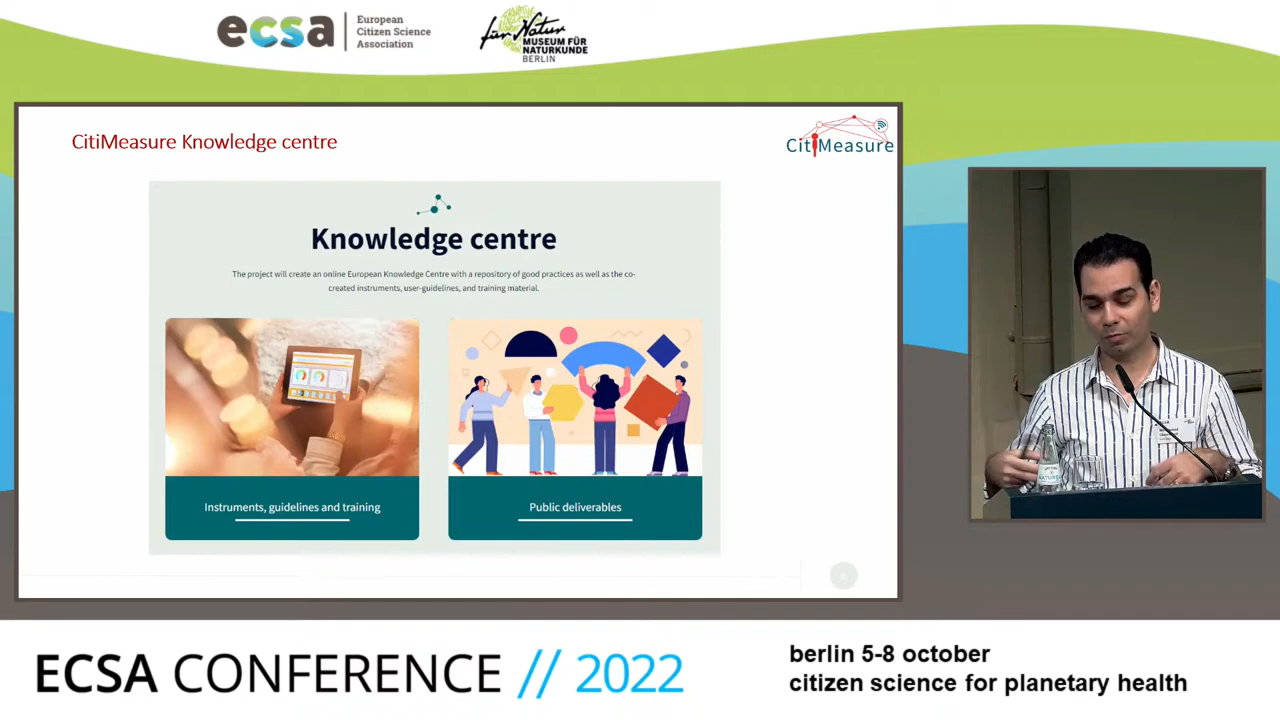 ecsa
European
Citizen Science
Association
für Natur
MUSEUM FÜR
NATURKUNDE
BERLIN
CitiMeasure Knowledge centre
CitiMeasure
Knowledge centre
The project will create an online European Knowledge Centre with a repository of good practices as well as the co-
created instruments, user-guidelines, and training material.
Instruments, guidelines and training
Public deliverables
ECSA CONFERENCE // 2022
berlin 5-8 october
citizen science for planetary health